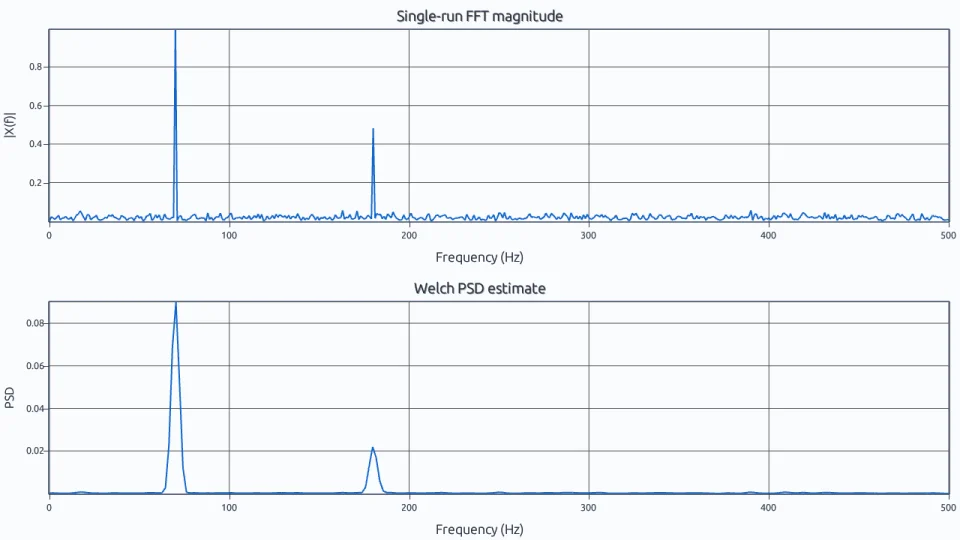 Single-run FFT magnitude
|X(f)|
0.8
0.6
0.4
0.2
0 100 200 300 400 500
Frequency (Hz)
Welch PSD estimate
PSD
0.08
0.06
0.04
0.02
0 100 200 300 400 500
Frequency (Hz)